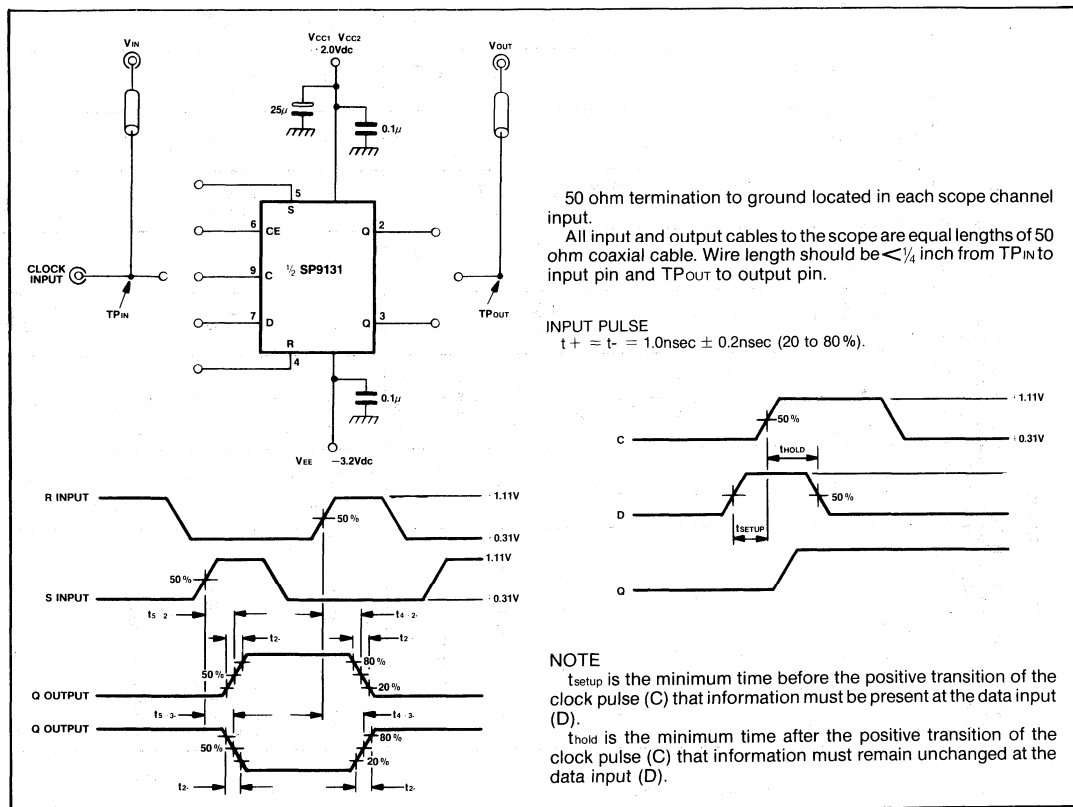 VIN
VCC1 VCC2
2.0Vdc
VOUT
25μ
0.1μ
5
S
6
CE
Q
2
CLOCK
INPUT
9
C
½ SP9131
7
D
Q
3
R
4
TPIN
TPOUT
0.1μ
VEE −3.2Vdc
50 ohm termination to ground located in each scope channel
input.
All input and output cables to the scope are equal lengths of 50
ohm coaxial cable. Wire length should be <¼ inch from TPIN to
input pin and TPOUT to output pin.
INPUT PULSE
t + = t- = 1.0nsec ± 0.2nsec (20 to 80%).
C
50%
1.11V
0.31V
tHOLD
D
50%
tSETUP
Q
R INPUT
1.11V
50%
0.31V
S INPUT
1.11V
50%
0.31V
t5 2
t4 2-
t2-
t2
Q OUTPUT
50%
80%
20%
t5 3-
t4 3-
Q OUTPUT
50%
80%
20%
t2-
t2-
NOTE
tsetup is the minimum time before the positive transition of the
clock pulse (C) that information must be present at the data input
(D).
thold is the minimum time after the positive transition of the
clock pulse (C) that information must remain unchanged at the
data input (D).